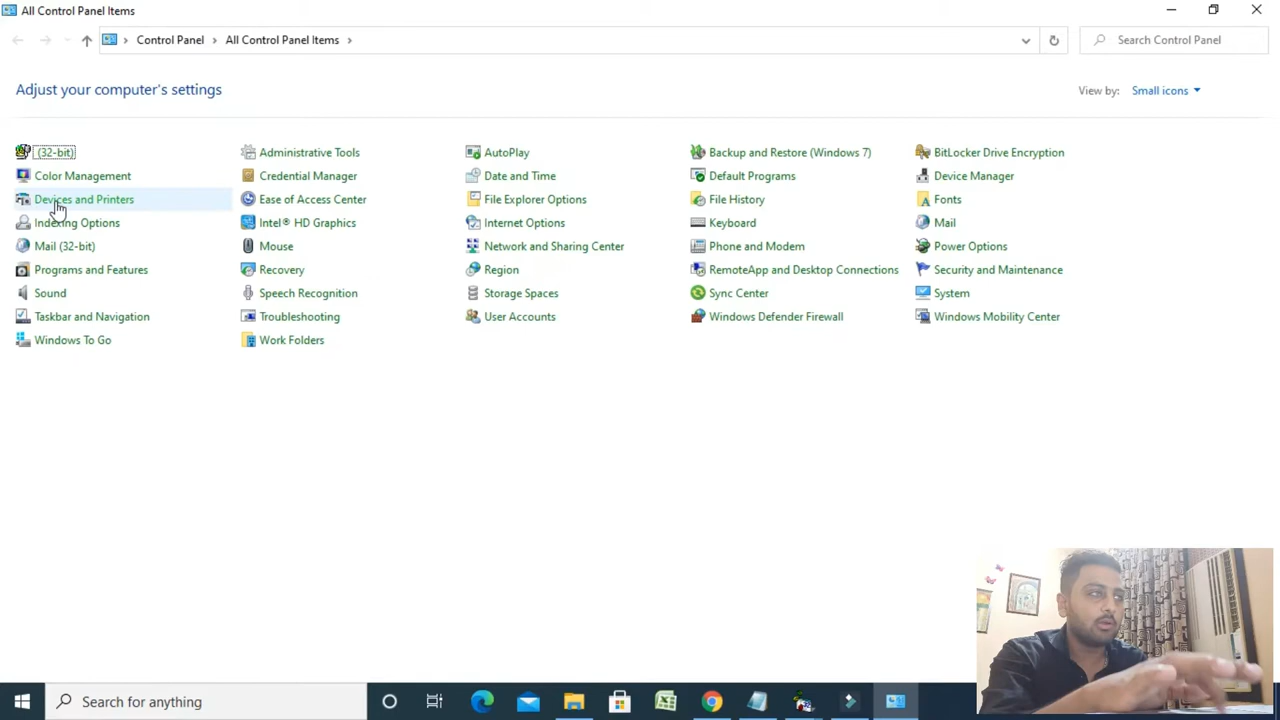 All Control Panel Items
Control Panel > All Control Panel Items >
Search Control Panel
Adjust your computer's settings
View by: Small icons
(32-bit) Administrative Tools AutoPlay Backup and Restore (Windows 7) BitLocker Drive Encryption
Color Management Credential Manager Date and Time Default Programs Device Manager
Devices and Printers Ease of Access Center File Explorer Options File History Fonts
Indexing Options Intel® HD Graphics Internet Options Keyboard Mail
Mail (32-bit) Mouse Network and Sharing Center Phone and Modem Power Options
Programs and Features Recovery Region RemoteApp and Desktop Connections Security and Maintenance
Sound Speech Recognition Storage Spaces Sync Center System
Taskbar and Navigation Troubleshooting User Accounts Windows Defender Firewall Windows Mobility Center
Windows To Go Work Folders
Search for anything